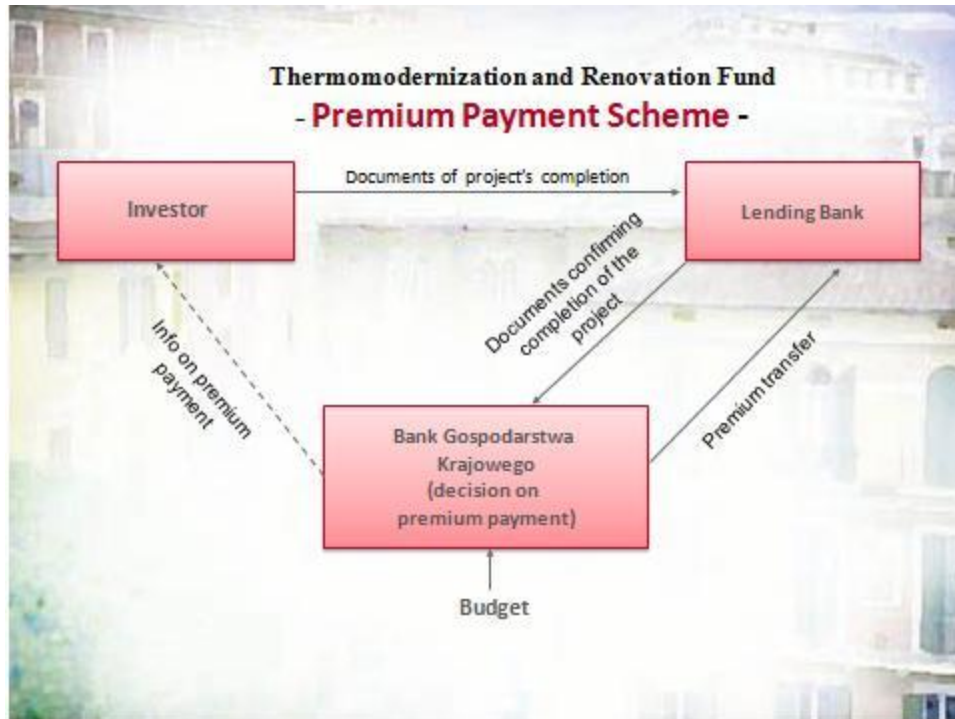 Thermomodernization and Renovation Fund
- Premium Payment Scheme -
Investor
Documents of project's completion
Lending Bank
Documents confirming
completion of the
project
Info on premium
payment
Premium transfer
Bank Gospodarstwa
Krajowego
(decision on
premium payment)
Budget